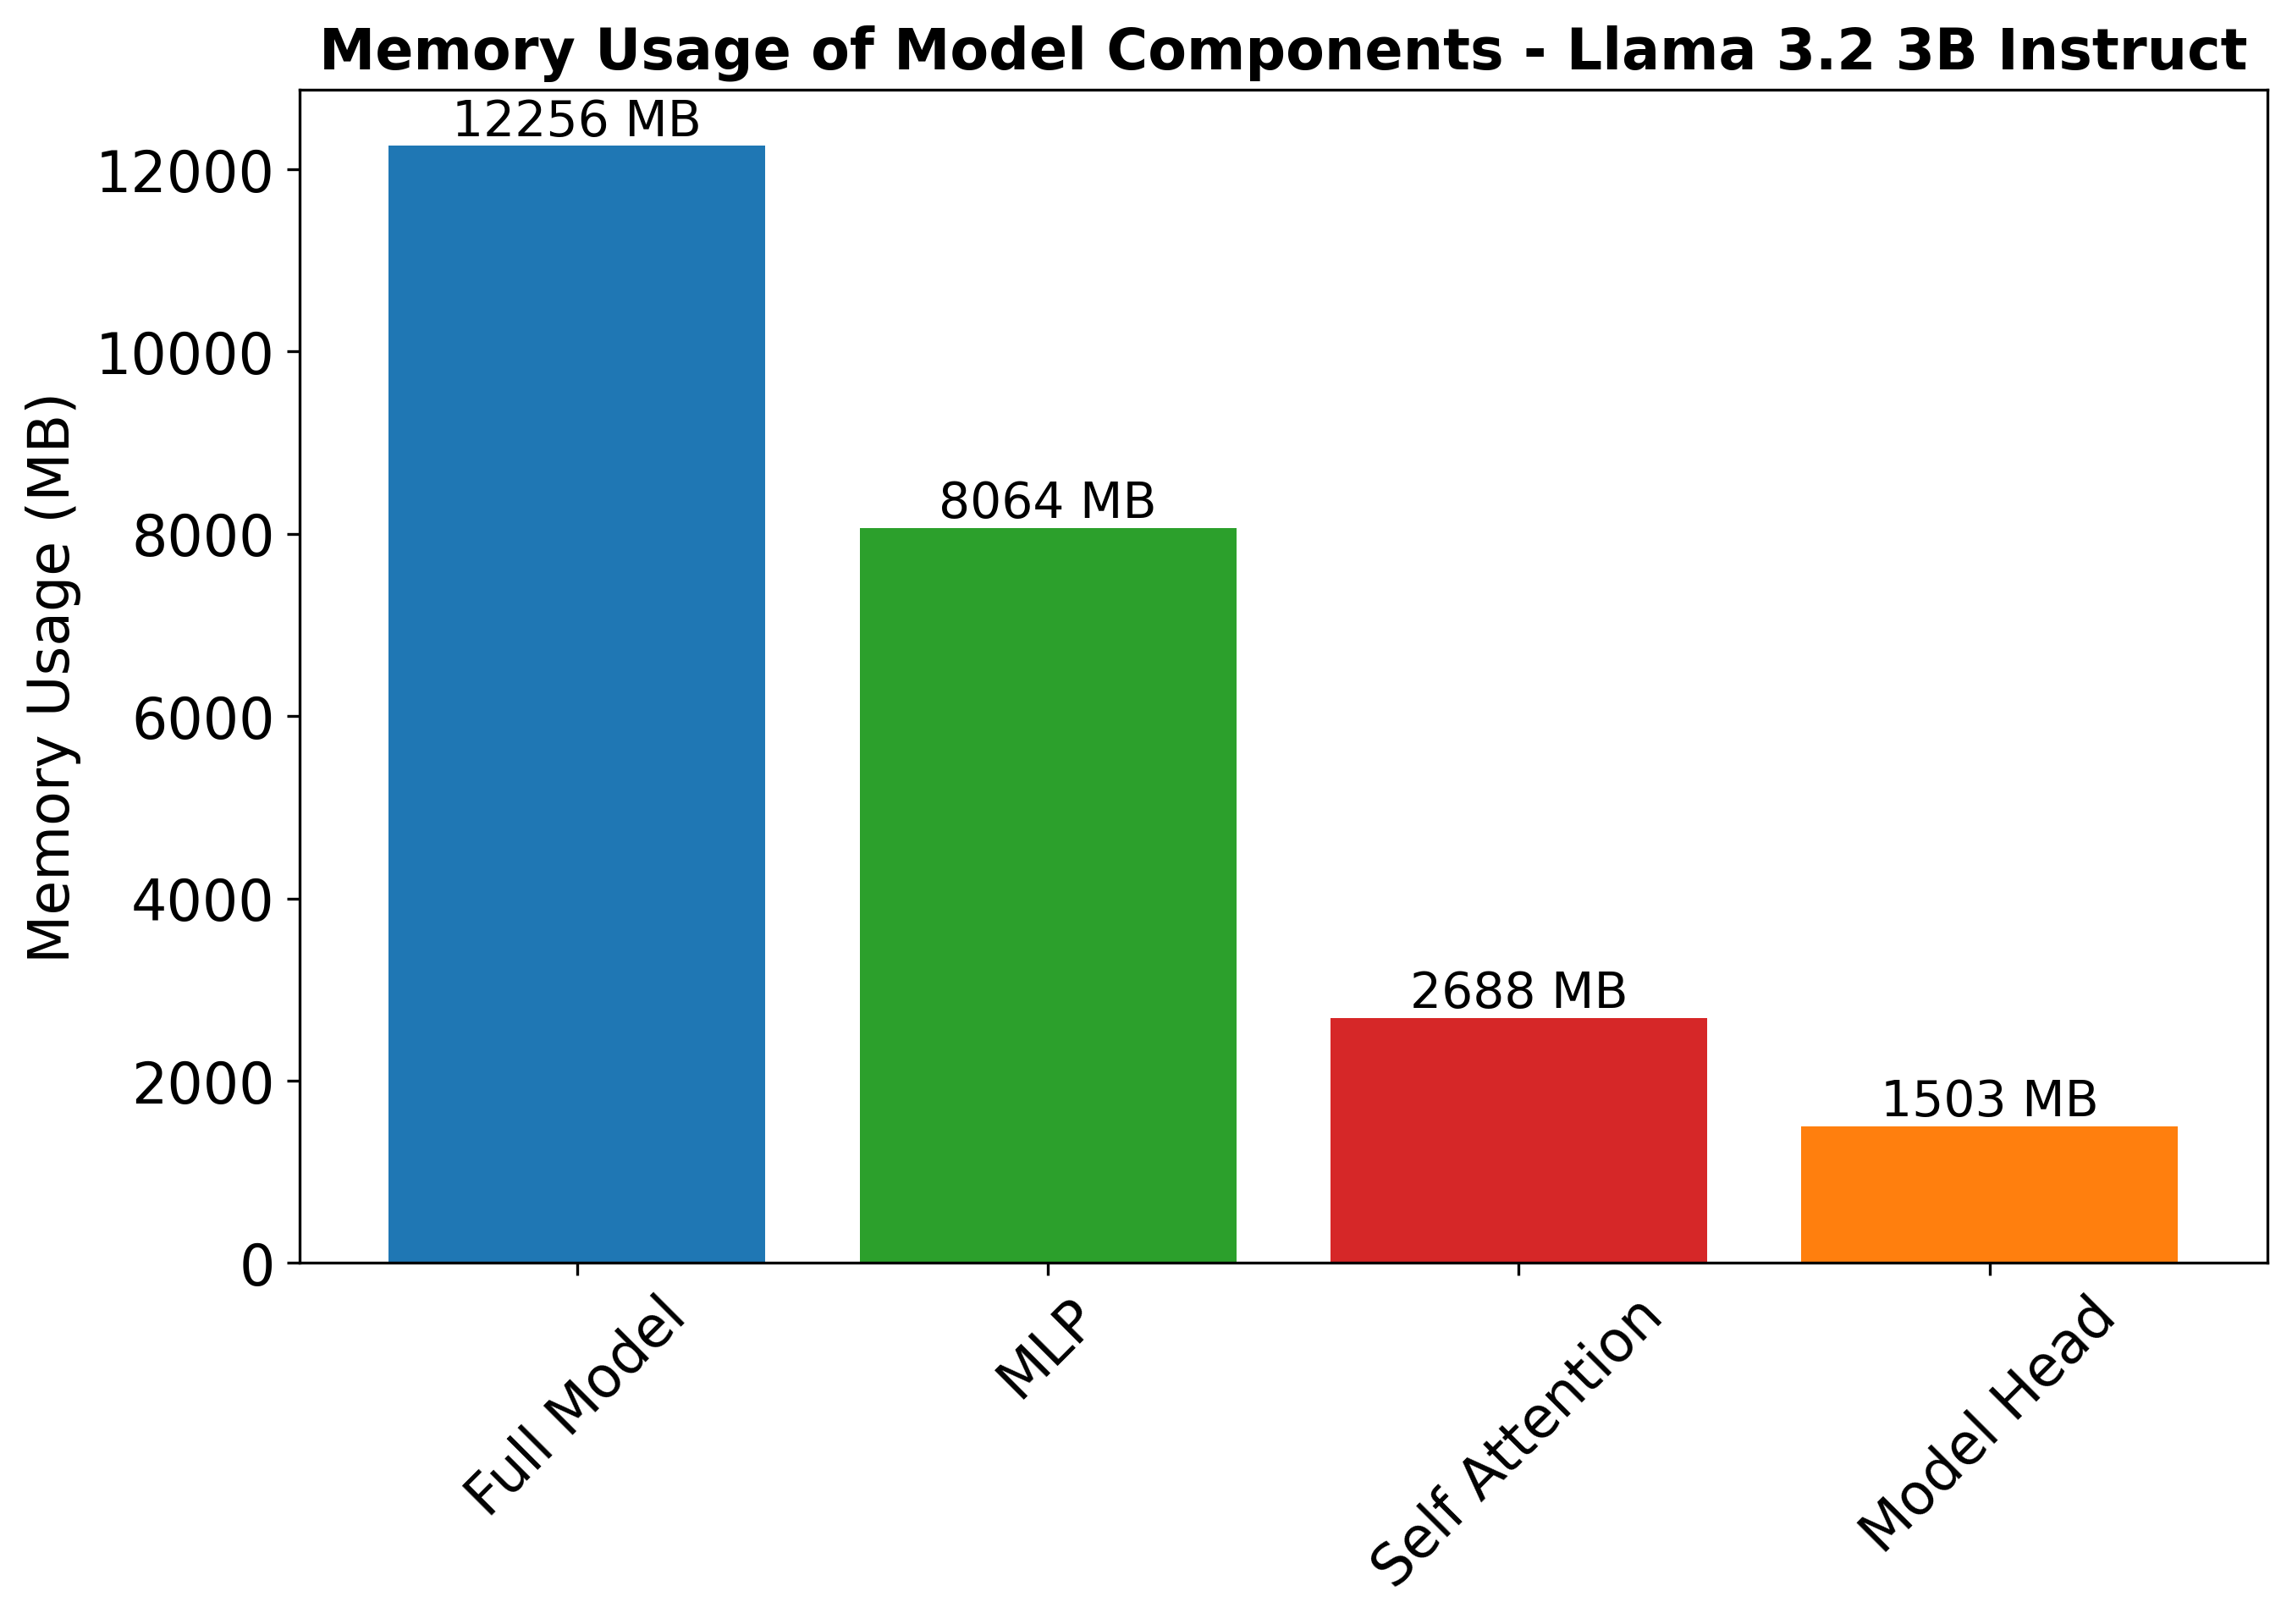 Memory Usage of Model Components - Llama 3.2 3B Instruct
12256 MB
12000
10000
8064 MB
8000
6000
4000
2688 MB
2000
1503 MB
0
Memory Usage (MB)
Full Model
MLP
Self Attention
Model Head